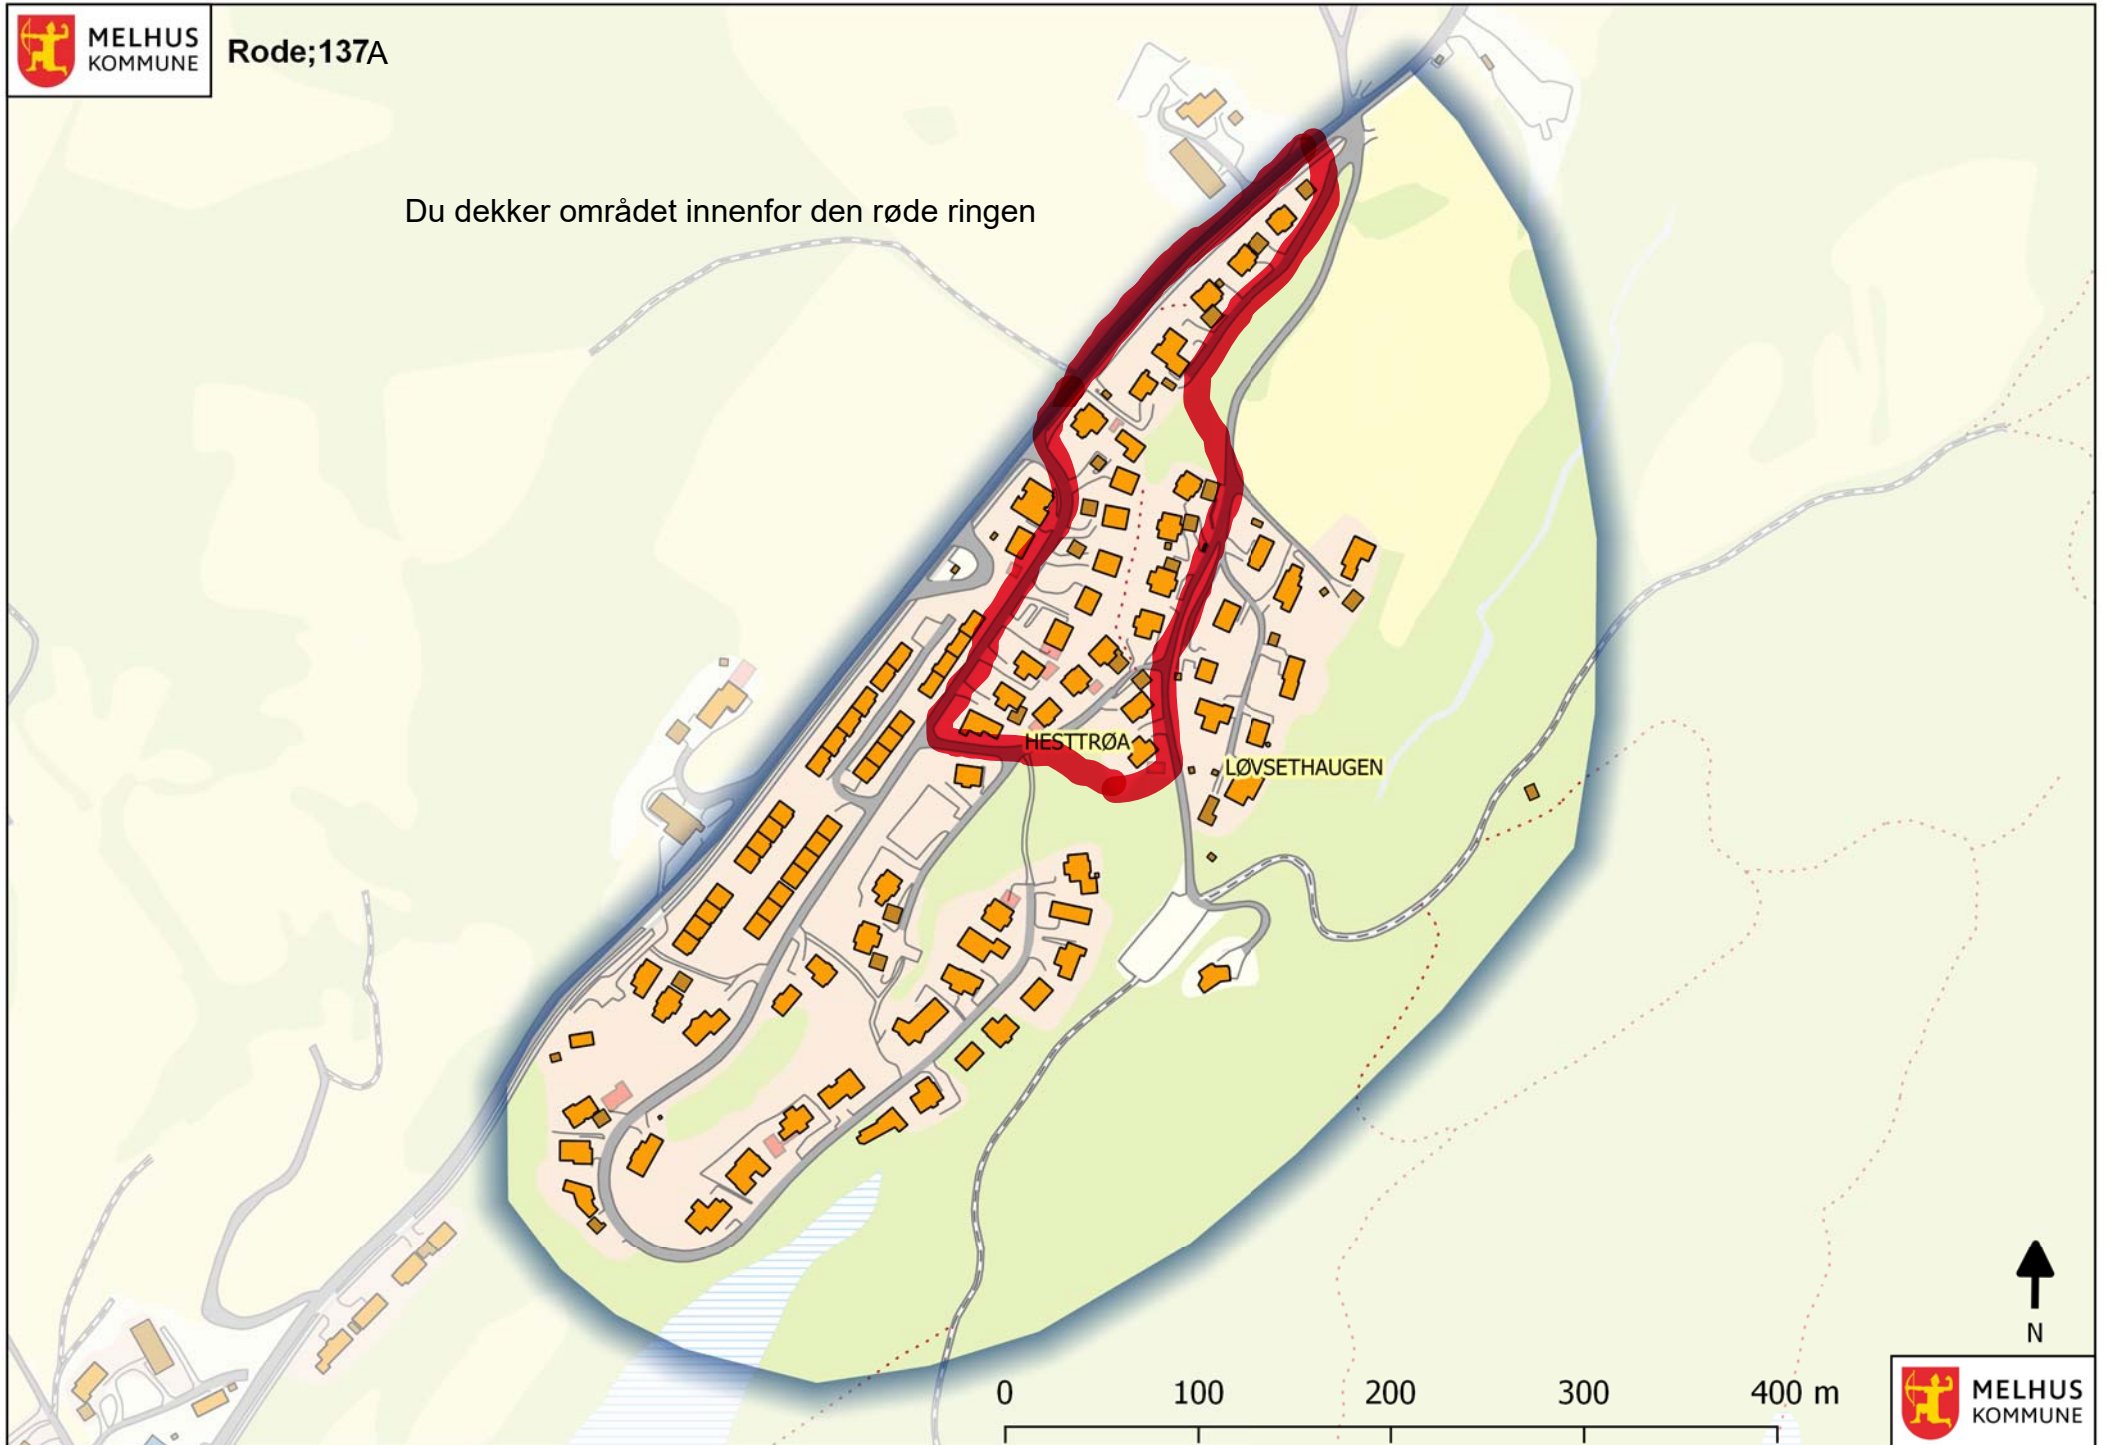 MELHUS
KOMMUNE
Rode;137A
Du dekker området innenfor den røde ringen
HESTTRØA
LØVSETHAUGEN
N
0 100 200 300 400 m
MELHUS
KOMMUNE